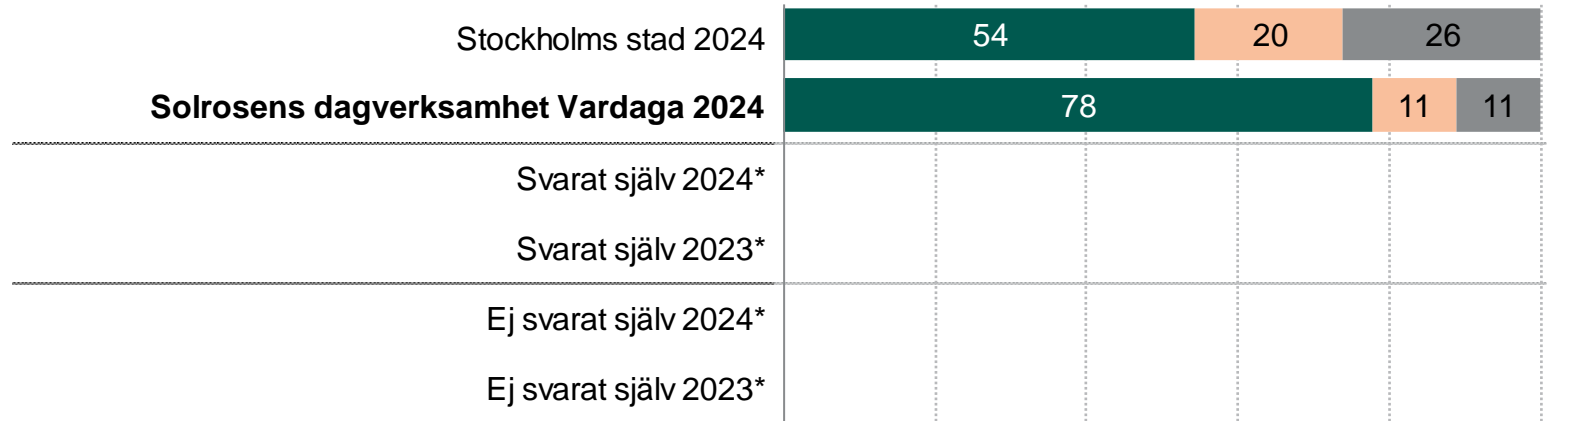 Stockholms stad 2024 54 20 26
Solrosens dagverksamhet Vardaga 2024 78 11 11
Svarat själv 2024*
Svarat själv 2023*
Ej svarat själv 2024*
Ej svarat själv 2023*